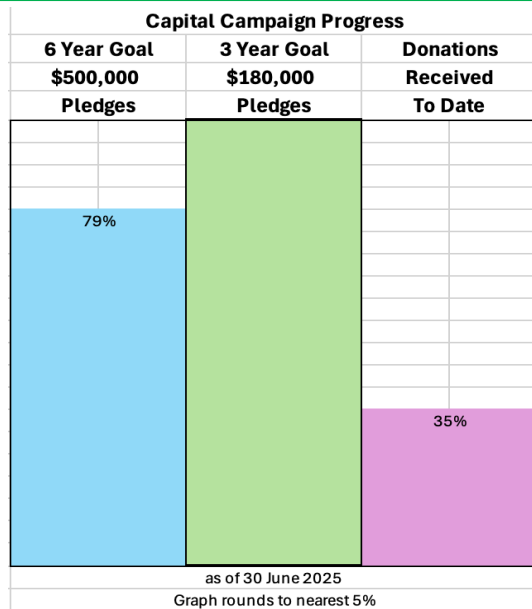 Capital Campaign Progress
6 Year Goal 3 Year Goal Donations
$500,000 $180,000 Received
Pledges Pledges To Date
79%
35%
as of 30 June 2025
Graph rounds to nearest 5%